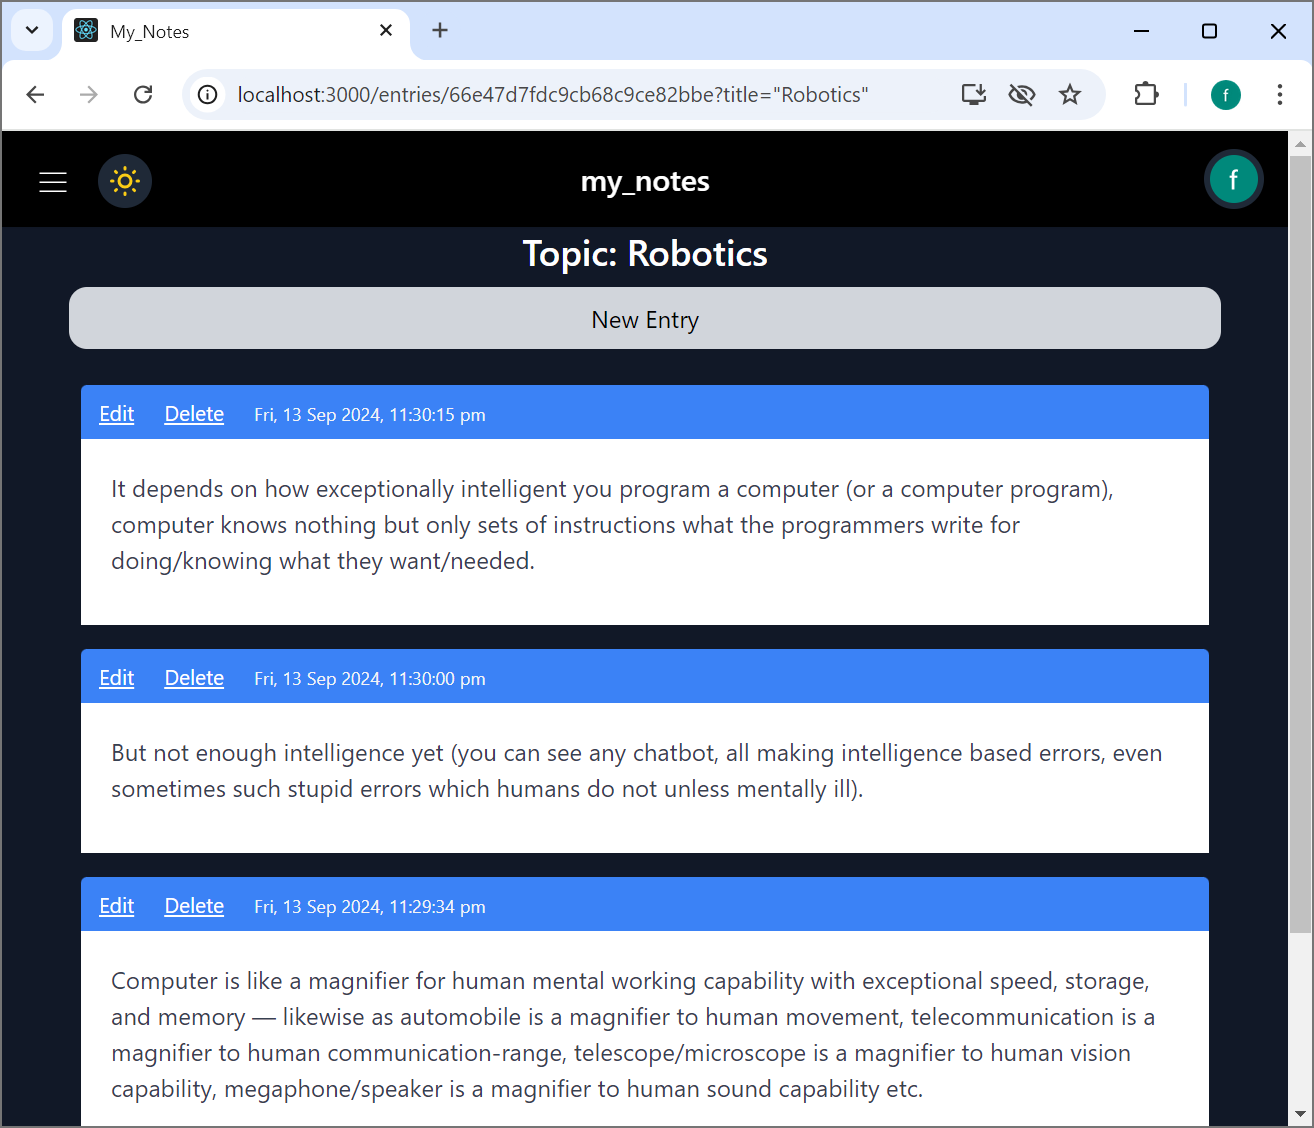 My_Notes
localhost:3000/entries/66e47d7fdc9cb68c9ce82bbe?title="Robotics"
f
my_notes
f
Topic: Robotics
New Entry
Edit Delete Fri, 13 Sep 2024, 11:30:15 pm
It depends on how exceptionally intelligent you program a computer (or a computer program),
computer knows nothing but only sets of instructions what the programmers write for
doing/knowing what they want/needed.
Edit Delete Fri, 13 Sep 2024, 11:30:00 pm
But not enough intelligence yet (you can see any chatbot, all making intelligence based errors, even
sometimes such stupid errors which humans do not unless mentally ill).
Edit Delete Fri, 13 Sep 2024, 11:29:34 pm
Computer is like a magnifier for human mental working capability with exceptional speed, storage,
and memory — likewise as automobile is a magnifier to human movement, telecommunication is a
magnifier to human communication-range, telescope/microscope is a magnifier to human vision
capability, megaphone/speaker is a magnifier to human sound capability etc.